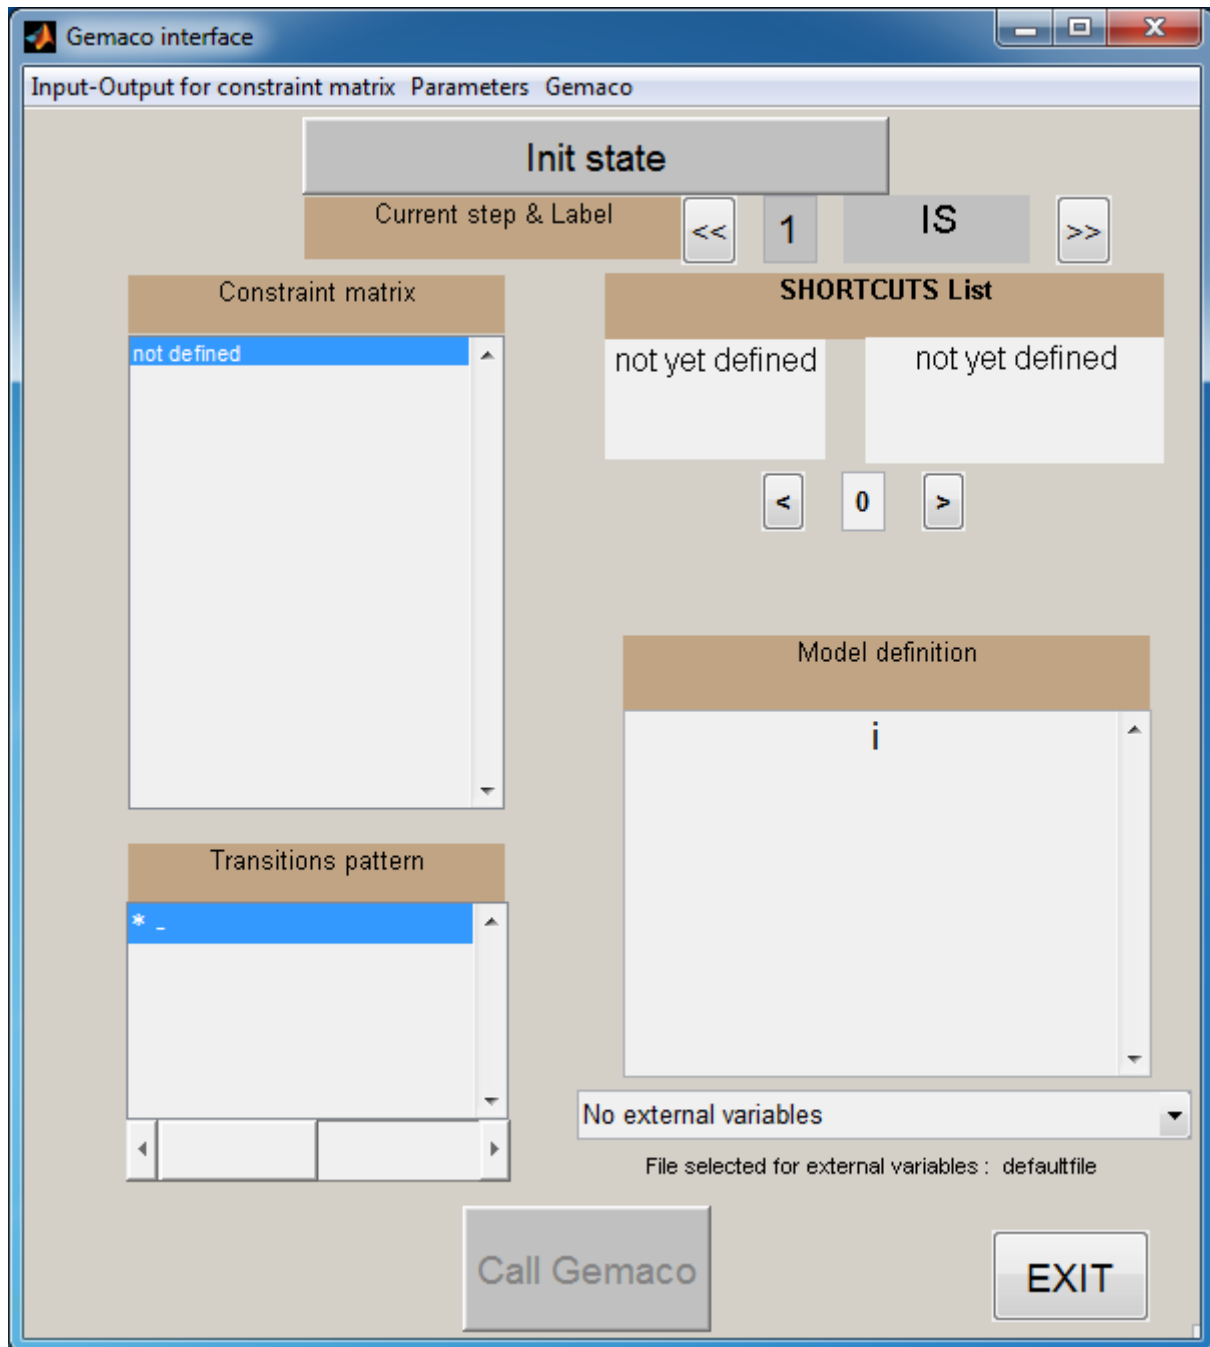 Gemaco interface
Input-Output for constraint matrix Parameters Gemaco
Init state
Current step & Label << 1 IS >>
Constraint matrix
not defined
SHORTCUTS List
not yet defined not yet defined
< 0 >
Model definition
i
Transitions pattern
* -
No external variables
File selected for external variables : defaultfile
Call Gemaco
EXIT